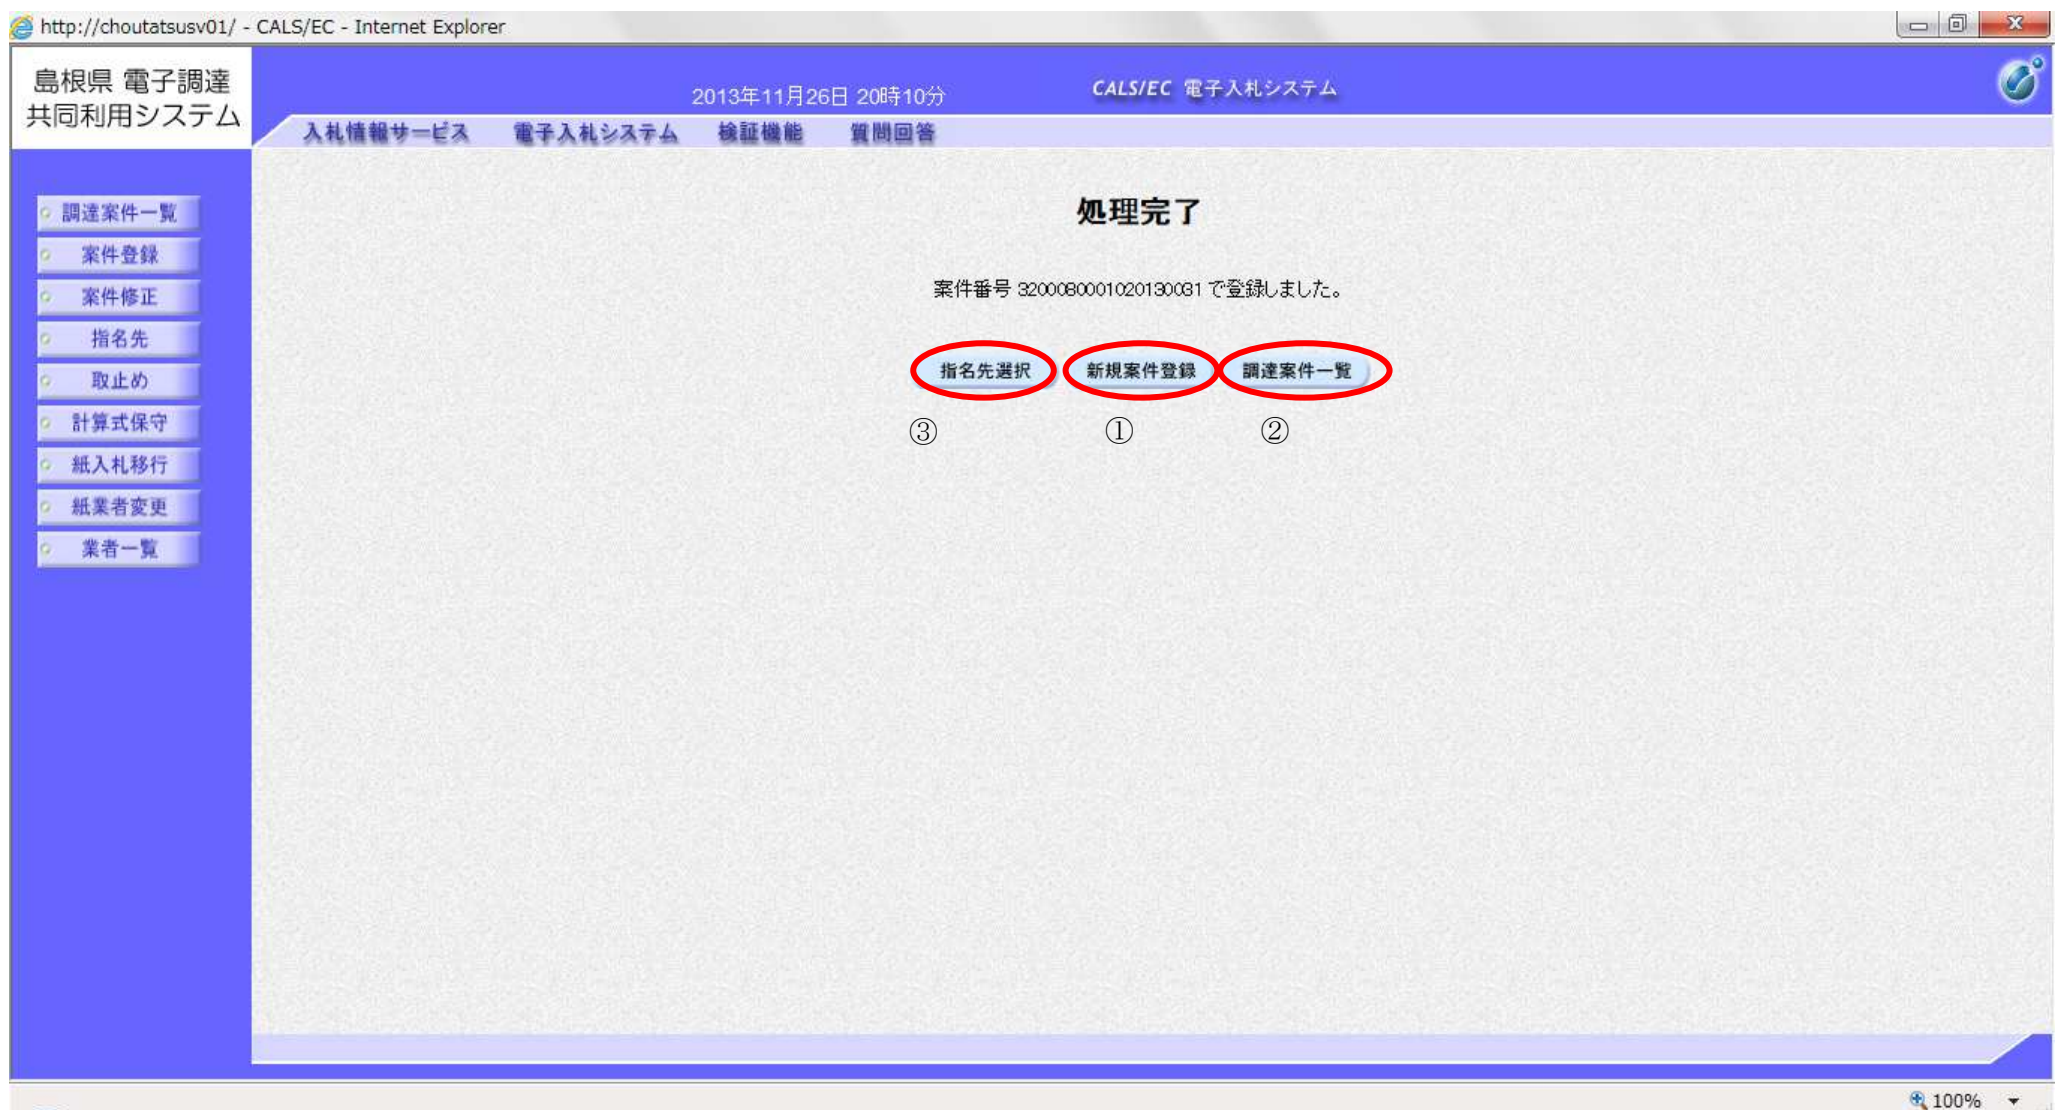 http://choutatsusv01/ - CALS/EC - Internet Explorer
島根県 電子調達
共同利用システム
2013年11月26日 20時10分
CALS/EC 電子入札システム
入札情報サービス 電子入札システム 検証機能 質問回答
調達案件一覧
案件登録
案件修正
指名先
取止め
計算式保守
紙入札移行
紙業者変更
業者一覧
処理完了
案件番号 3200080001020130031 で登録しました。
指名先選択 新規案件登録 調達案件一覧
③ ① ②
100%